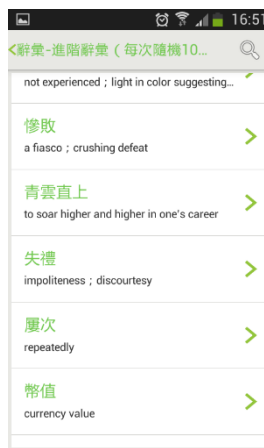 16:51
辭彙-進階辭彙 ( 每次隨機10...
not experienced ; light in color suggesting...
慘敗
a fiasco ; crushing defeat
青雲直上
to soar higher and higher in one's career
失禮
impoliteness ; discourtesy
屢次
repeatedly
幣值
currency value